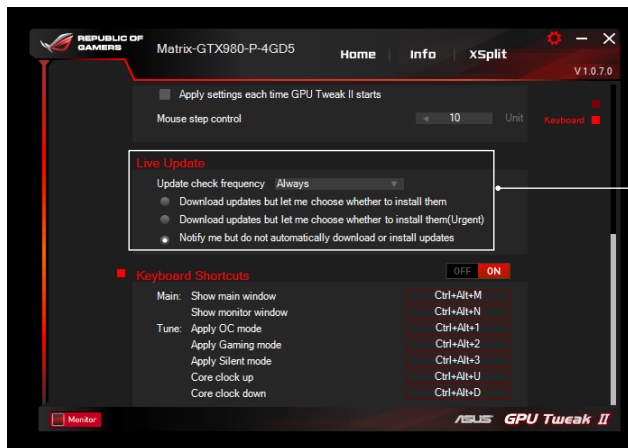 REPUBLIC OF
GAMERS
Matrix-GTX980-P-4GD5
Home
Info
XSplit
V 1.0.7.0
Apply settings each time GPU Tweak II starts
Mouse step control
10
Unit
Keyboard
Live Update
Update check frequency Always
Download updates but let me choose whether to install them
Download updates but let me choose whether to install them(Urgent)
Notify me but do not automatically download or install updates
Keyboard Shortcuts
OFF ON
Main: Show main window Ctrl+Alt+M
Show monitor window Ctrl+Alt+N
Tune: Apply OC mode Ctrl+Alt+1
Apply Gaming mode Ctrl+Alt+2
Apply Silent mode Ctrl+Alt+3
Core clock up Ctrl+Alt+U
Core clock down Ctrl+Alt+D
Monitor
ASUS GPU Tweak II